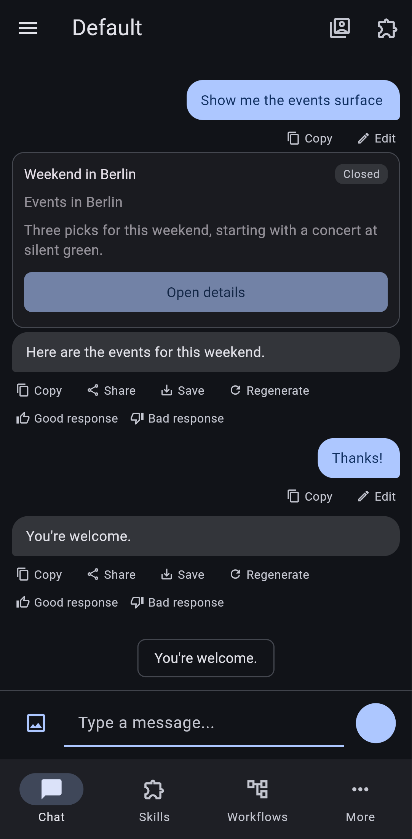 Default
Show me the events surface
Copy
Edit
Weekend in Berlin
Closed
Events in Berlin
Three picks for this weekend, starting with a concert at
silent green.
Open details
Here are the events for this weekend.
Copy
Share
Save
Regenerate
Good response
Bad response
Thanks!
Copy
Edit
You're welcome.
Copy
Share
Save
Regenerate
Good response
Bad response
You're welcome.
Type a message...
Chat
Skills
Workflows
More